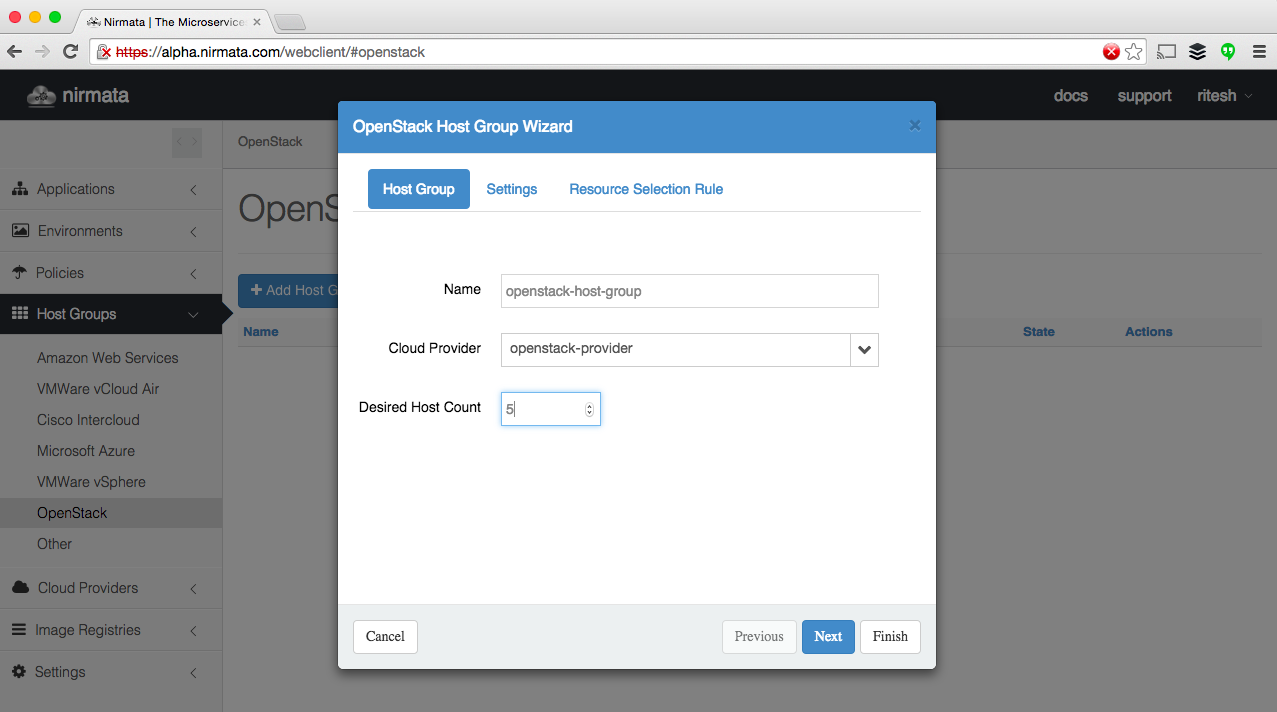 Nirmata | The Microservice
https://alpha.nirmata.com/webclient/#openstack
nirmata
docs support ritesh
OpenStack Host Group Wizard
OpenStack
Host Group Settings Resource Selection Rule
Applications
OpenS
Environments
Policies
Name openstack-host-group
+ Add Host G
Host Groups
Name State Actions
Cloud Provider openstack-provider
Amazon Web Services
VMWare vCloud Air
Desired Host Count 5
Cisco Intercloud
Microsoft Azure
VMWare vSphere
OpenStack
Other
Cloud Providers
Image Registries
Cancel Previous Next Finish
Settings